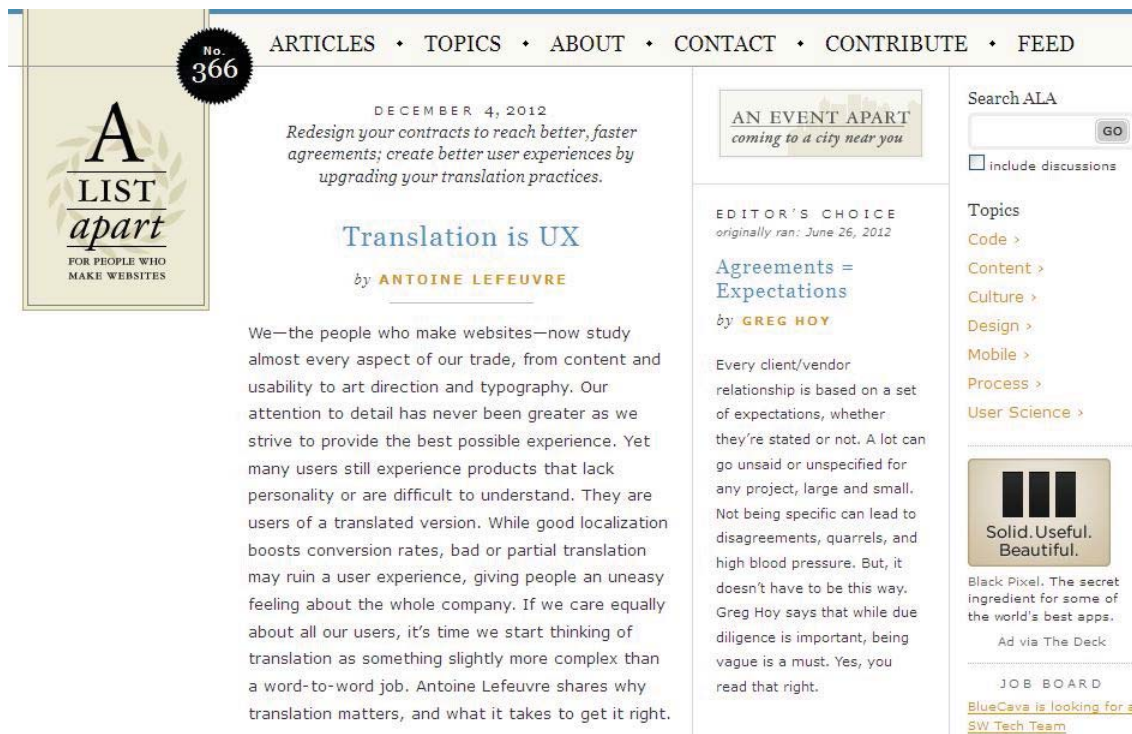 No.
366
ARTICLES • TOPICS • ABOUT • CONTACT • CONTRIBUTE • FEED
A
LIST
apart
FOR PEOPLE WHO
MAKE WEBSITES
DECEMBER 4, 2012
Redesign your contracts to reach better, faster
agreements; create better user experiences by
upgrading your translation practices.
Translation is UX
by ANTOINE LEFEUVRE
We—the people who make websites—now study
almost every aspect of our trade, from content and
usability to art direction and typography. Our
attention to detail has never been greater as we
strive to provide the best possible experience. Yet
many users still experience products that lack
personality or are difficult to understand. They are
users of a translated version. While good localization
boosts conversion rates, bad or partial translation
may ruin a user experience, giving people an uneasy
feeling about the whole company. If we care equally
about all our users, it’s time we start thinking of
translation as something slightly more complex than
a word-to-word job. Antoine Lefeuvre shares why
translation matters, and what it takes to get it right.
AN EVENT APART
coming to a city near you
EDITOR’S CHOICE
originally ran: June 26, 2012
Agreements =
Expectations
by GREG HOY
Every client/vendor
relationship is based on a set
of expectations, whether
they’re stated or not. A lot can
go unsaid or unspecified for
any project, large and small.
Not being specific can lead to
disagreements, quarrels, and
high blood pressure. But, it
doesn’t have to be this way.
Greg Hoy says that while due
diligence is important, being
vague is a must. Yes, you
read that right.
Search ALA
GO
include discussions
Topics
Code ›
Content ›
Culture ›
Design ›
Mobile ›
Process ›
User Science ›
Solid.Useful.
Beautiful.
Black Pixel. The secret
ingredient for some of
the world's best apps.
Ad via The Deck
JOB BOARD
BlueCava is looking for a
SW Tech Team